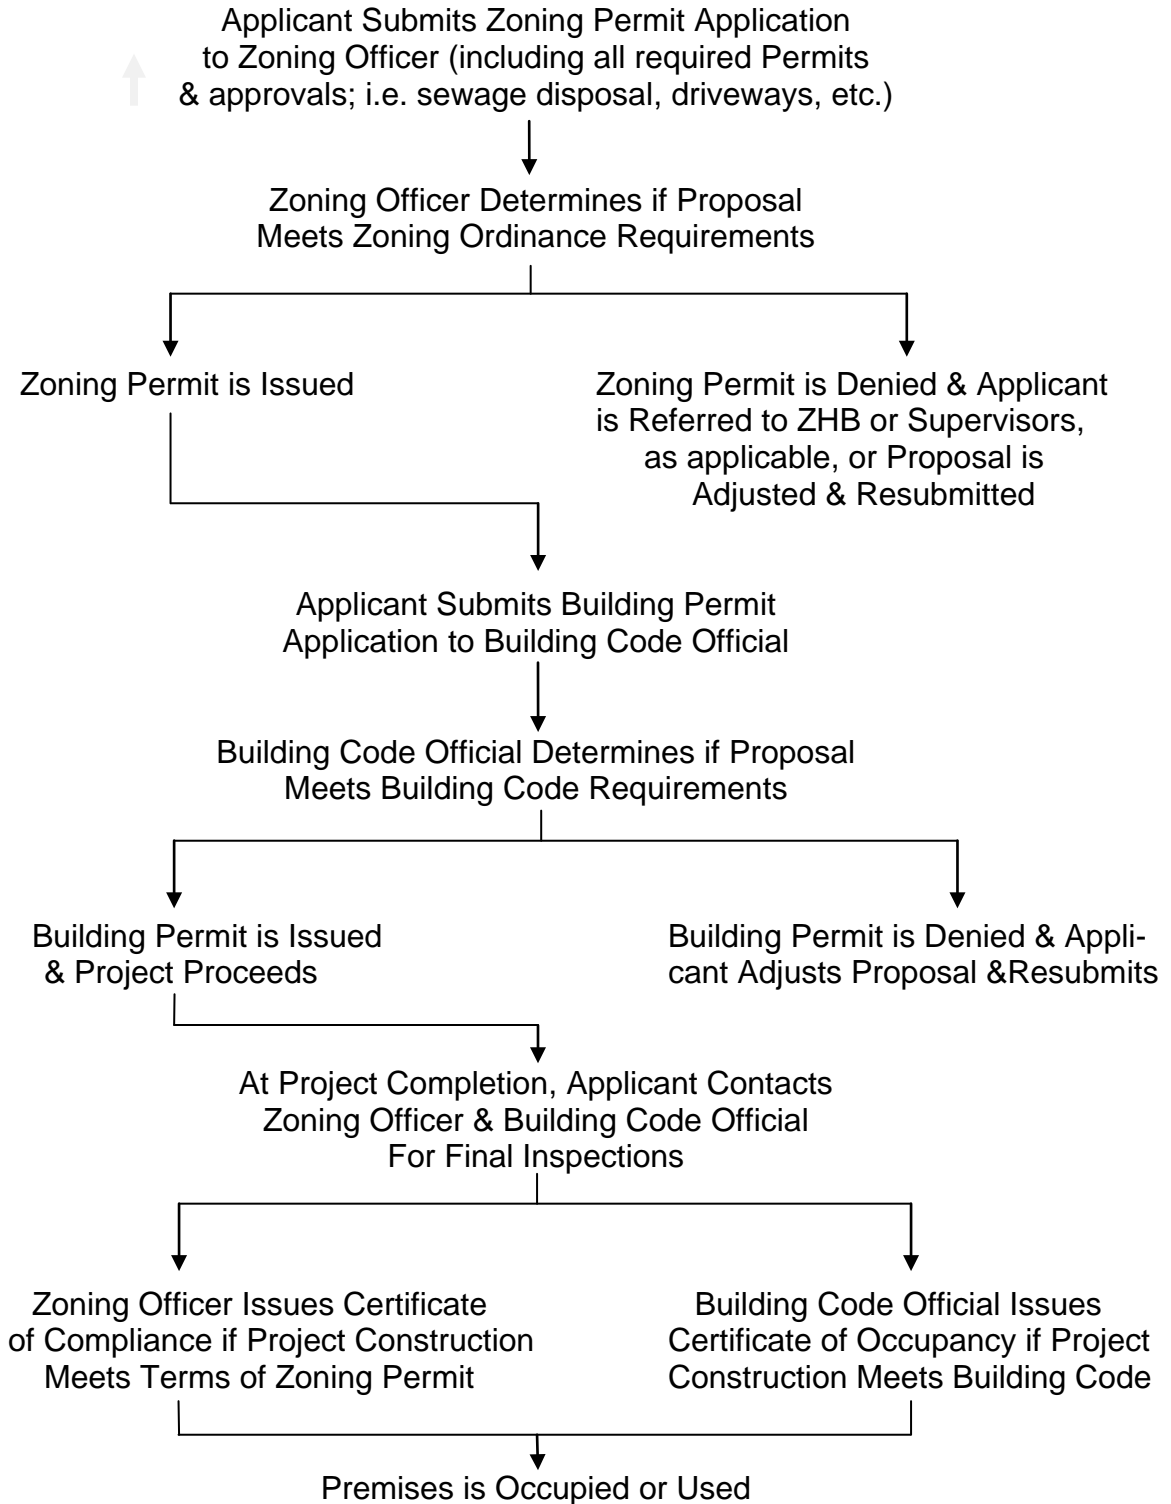 Applicant Submits Zoning Permit Application
to Zoning Officer (including all required Permits
& approvals; i.e. sewage disposal, driveways, etc.)
Zoning Officer Determines if Proposal
Meets Zoning Ordinance Requirements
Zoning Permit is Issued
Zoning Permit is Denied & Applicant
is Referred to ZHB or Supervisors,
as applicable, or Proposal is
Adjusted & Resubmitted
Applicant Submits Building Permit
Application to Building Code Official
Building Code Official Determines if Proposal
Meets Building Code Requirements
Building Permit is Issued
& Project Proceeds
Building Permit is Denied & Appli-
cant Adjusts Proposal &Resubmits
At Project Completion, Applicant Contacts
Zoning Officer & Building Code Official
For Final Inspections
Zoning Officer Issues Certificate
of Compliance if Project Construction
Meets Terms of Zoning Permit
Building Code Official Issues
Certificate of Occupancy if Project
Construction Meets Building Code
Premises is Occupied or Used